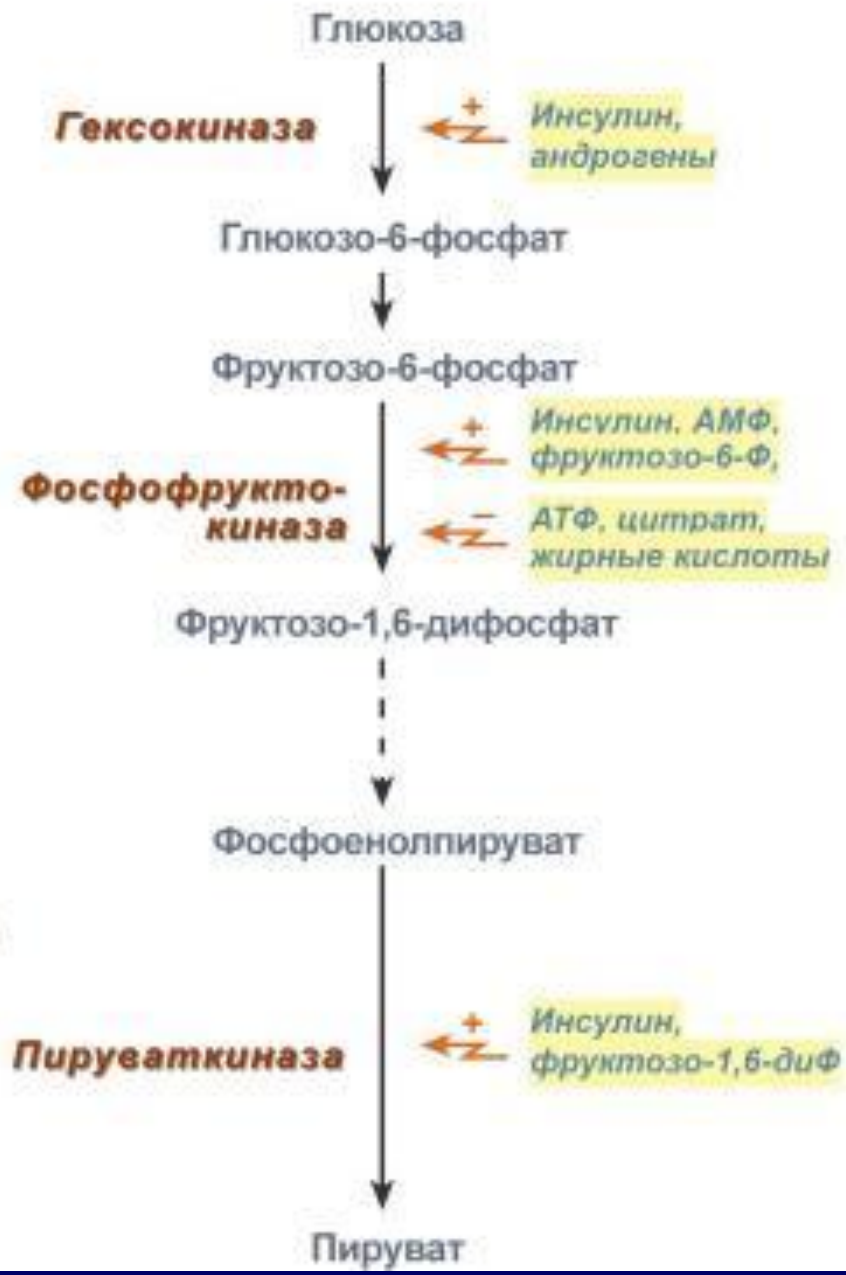 Глюкоза
Гексокиназа
+
Инсулин,
андрогены
Глюкозо-6-фосфат
Фруктозо-6-фосфат
Фосфофрукто-
киназа
+
Инсулин, АМФ,
фруктозо-6-Ф,
–
АТФ, цитрат,
жирные кислоты
Фруктозо-1,6-дифосфат
Фосфоенолпируват
Пируваткиназа
+
Инсулин,
фруктозо-1,6-диФ
Пируват